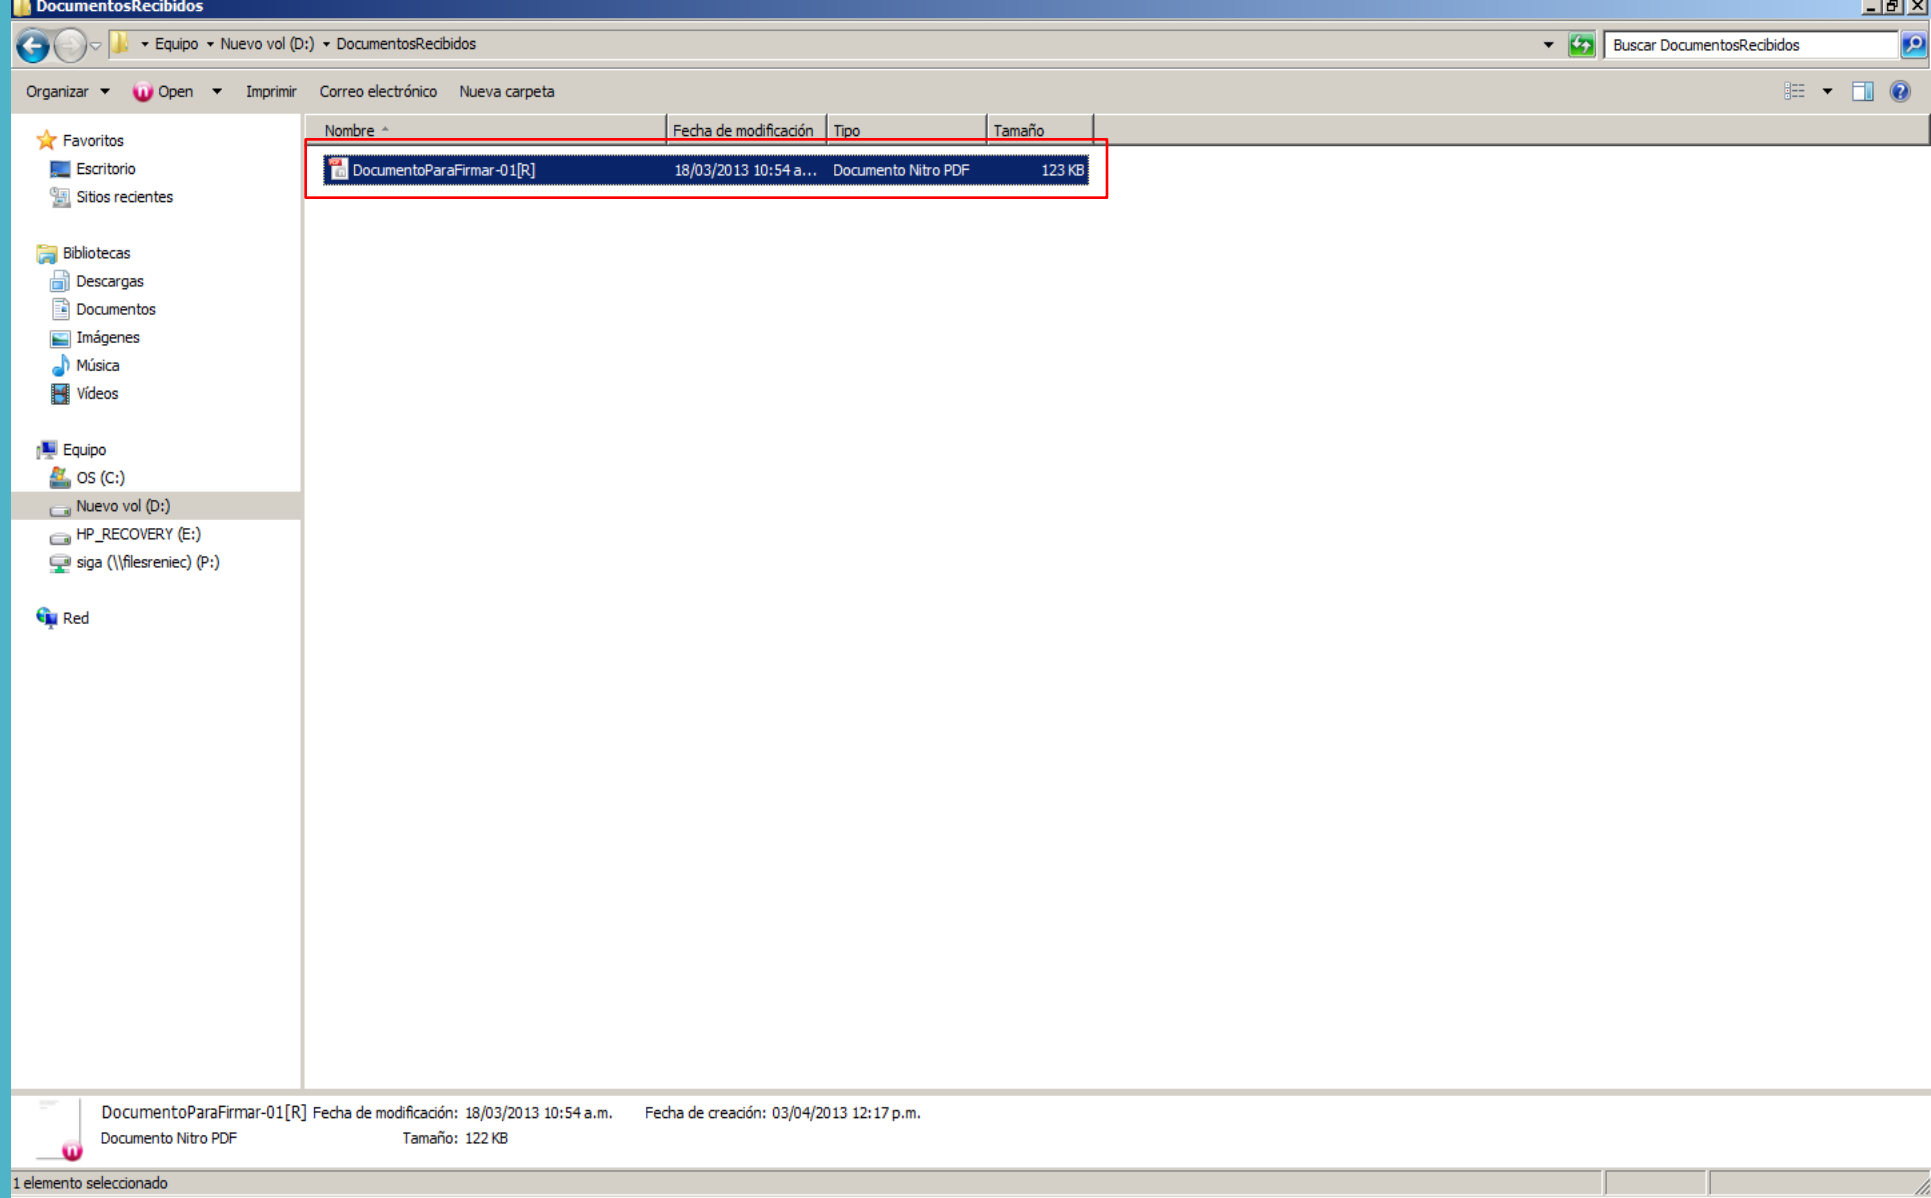 DocumentosRecibidos
Equipo Nuevo vol (D:) DocumentosRecibidos
Buscar DocumentosRecibidos
Organizar Open Imprimir Correo electrónico Nueva carpeta
Favoritos
Escritorio
Sitios recientes
Bibliotecas
Descargas
Documentos
Imágenes
Música
Vídeos
Equipo
OS (C:)
Nuevo vol (D:)
HP_RECOVERY (E:)
siga (\\filesreniec) (P:)
Red
Nombre Fecha de modificación Tipo Tamaño
DocumentoParaFirmar-01[R] 18/03/2013 10:54 a... Documento Nitro PDF 123 KB
DocumentoParaFirmar-01[R] Fecha de modificación: 18/03/2013 10:54 a.m. Fecha de creación: 03/04/2013 12:17 p.m.
Documento Nitro PDF Tamaño: 122 KB
1 elemento seleccionado